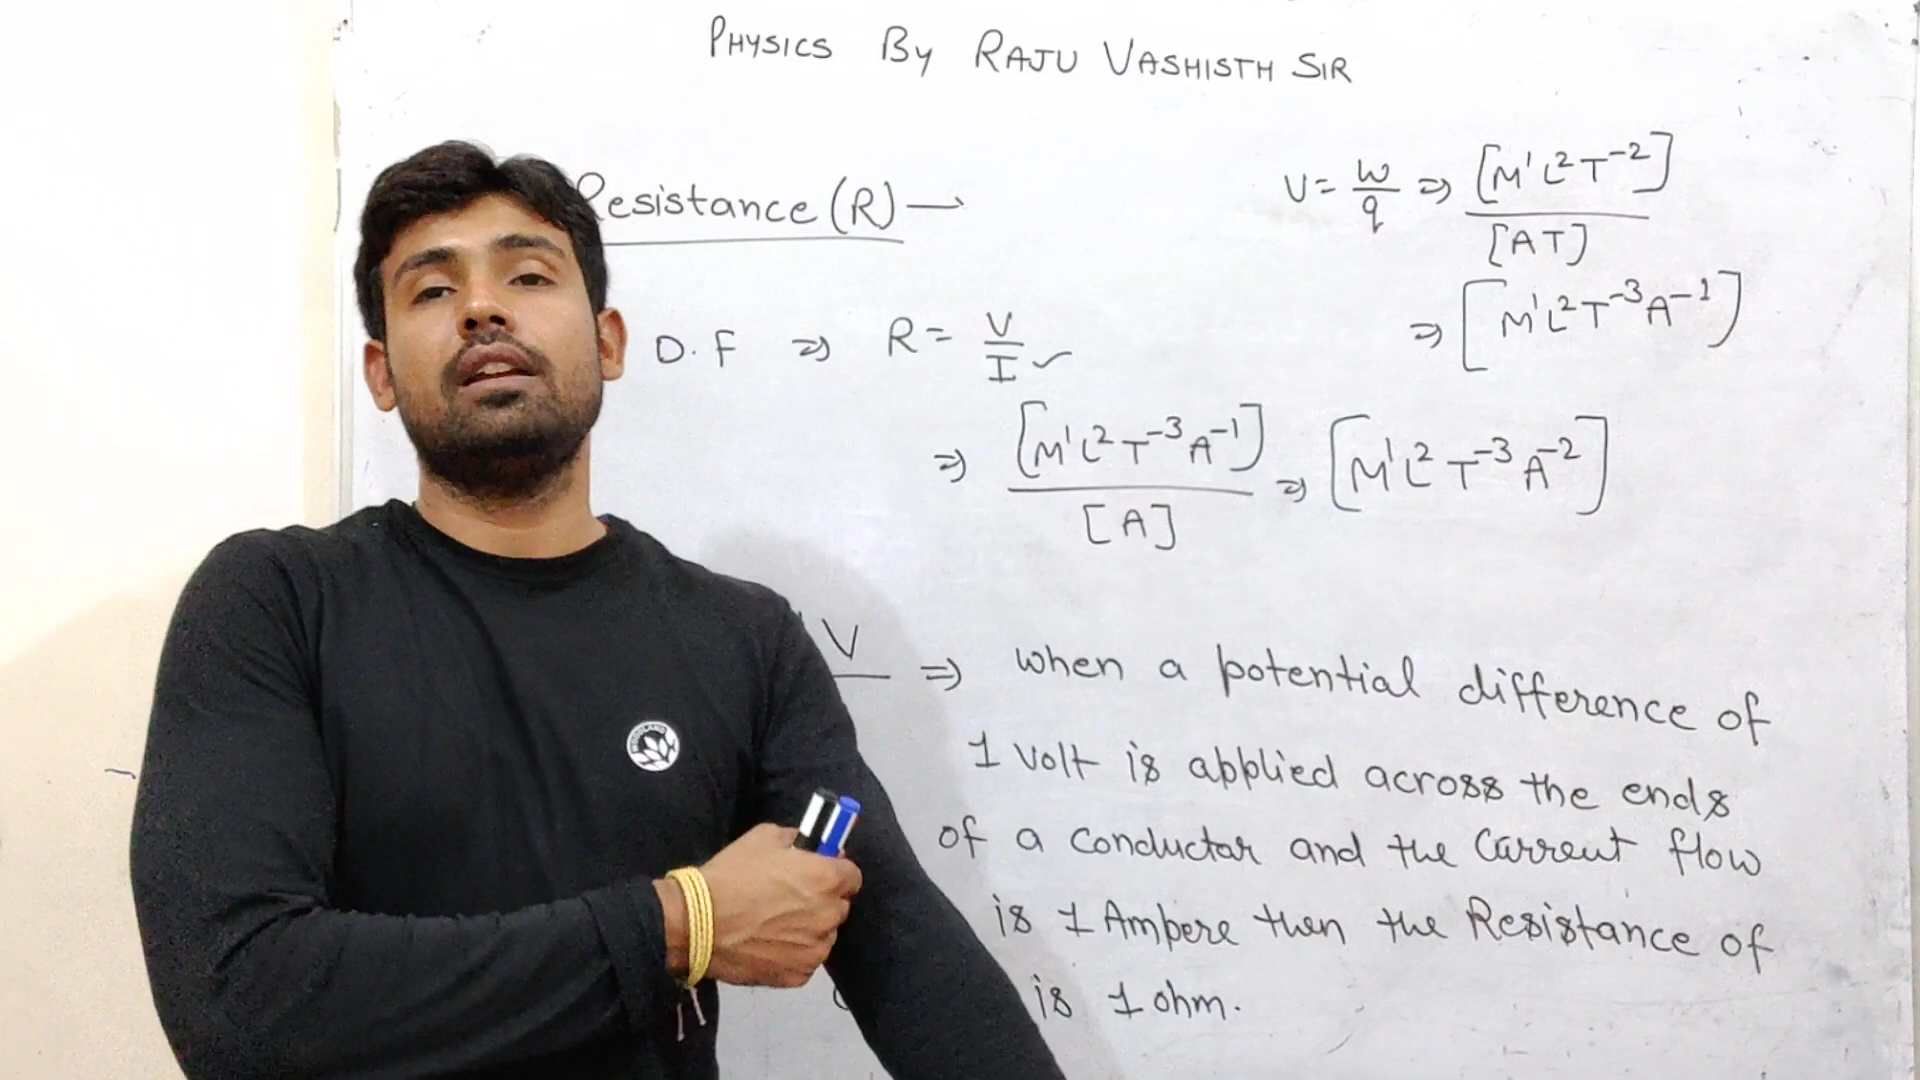 PHYSICS By RAJU VASHISTH SIR
Resistance (R) →
V = W/q ⇒ [M¹L²T⁻²]/[AT]
⇒ [M¹L²T⁻³A⁻¹]
D.F ⇒ R = V/I ✓
⇒ [M¹L²T⁻³A⁻¹]/[A] ⇒ [M¹L²T⁻³A⁻²]
V ⇒ when a potential difference of
1 Volt is applied across the ends
of a conductor and the current flow
is 1 Ampere then the Resistance of
is 1 ohm.